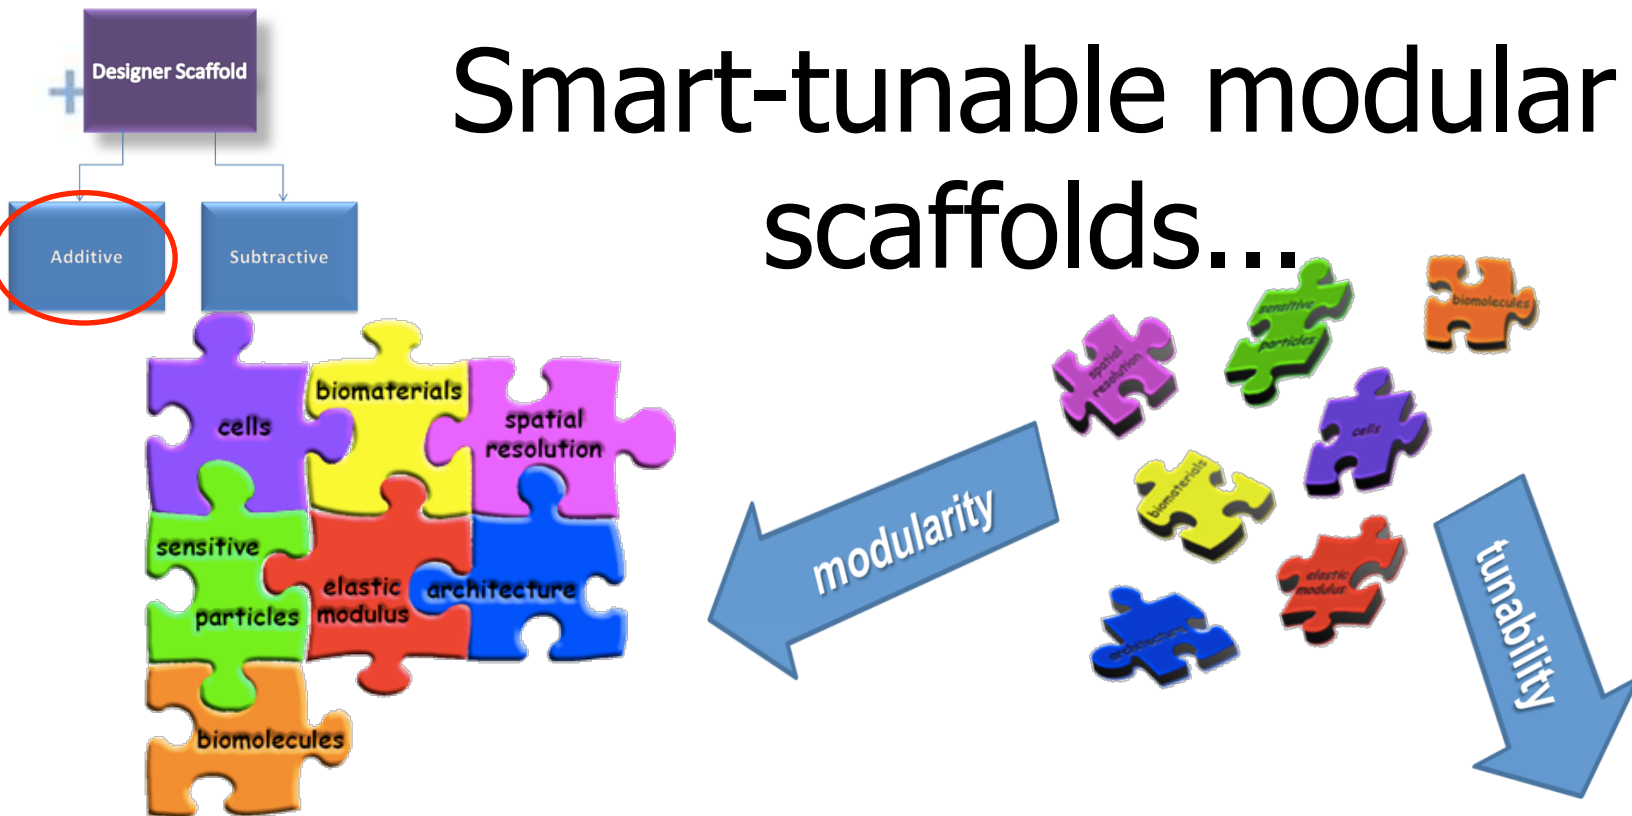 Designer Scaffold
Smart-tunable modular
scaffolds...
+
Additive
Subtractive
cells
biomaterials
spatial
resolution
sensitive
particles
elastic
modulus
architecture
biomolecules
modularity
spatial
resolution
sensitive
particles
biomolecules
cells
biomaterials
elastic
modulus
architecture
tunability